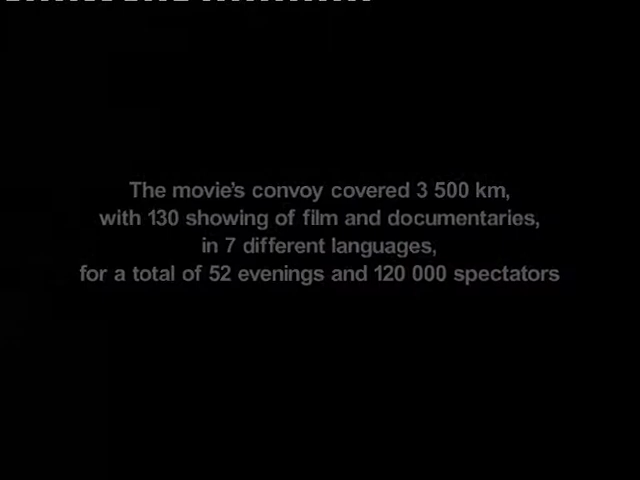 The movie's convoy covered 3 500 km,
with 130 showing of film and documentaries,
in 7 different languages,
for a total of 52 evenings and 120 000 spectators